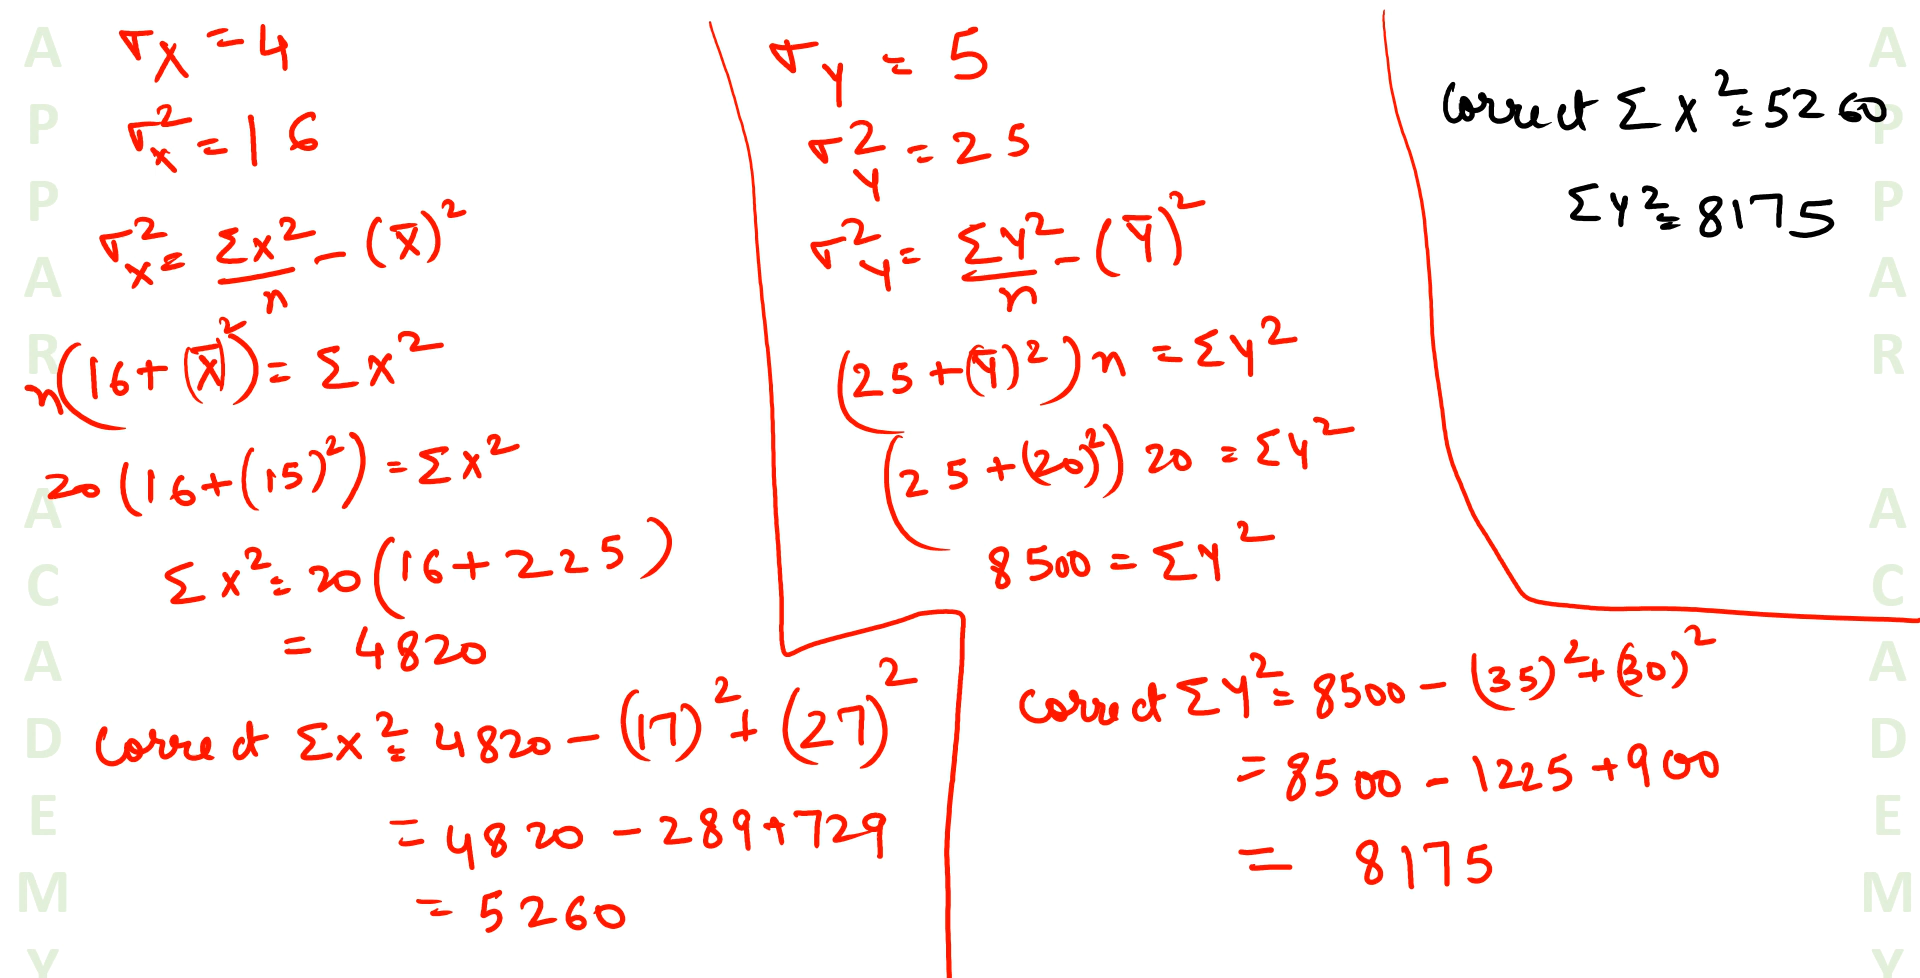 σx = 4
σx² = 16
σx² = Σx²/n - (x̄)²
n(16+(x̄)²) = Σx²
20(16+(15)²) = Σx²
Σx² = 20(16+225)
= 4820
correct Σx² = 4820 - (17)² + (27)²
= 4820 - 289 + 729
= 5260
σy = 5
σ²y = 25
σ²y = Σy²/n - (ȳ)²
(25+(ȳ)²)n = Σy²
(25+(20)²)20 = Σy²
8500 = Σy²
correct Σy² = 8500 - (35)² + (30)²
= 8500 - 1225 + 900
= 8175
correct Σx² = 5260
Σy² = 8175
APPAR ACADEMY
APPAR ACADEMY